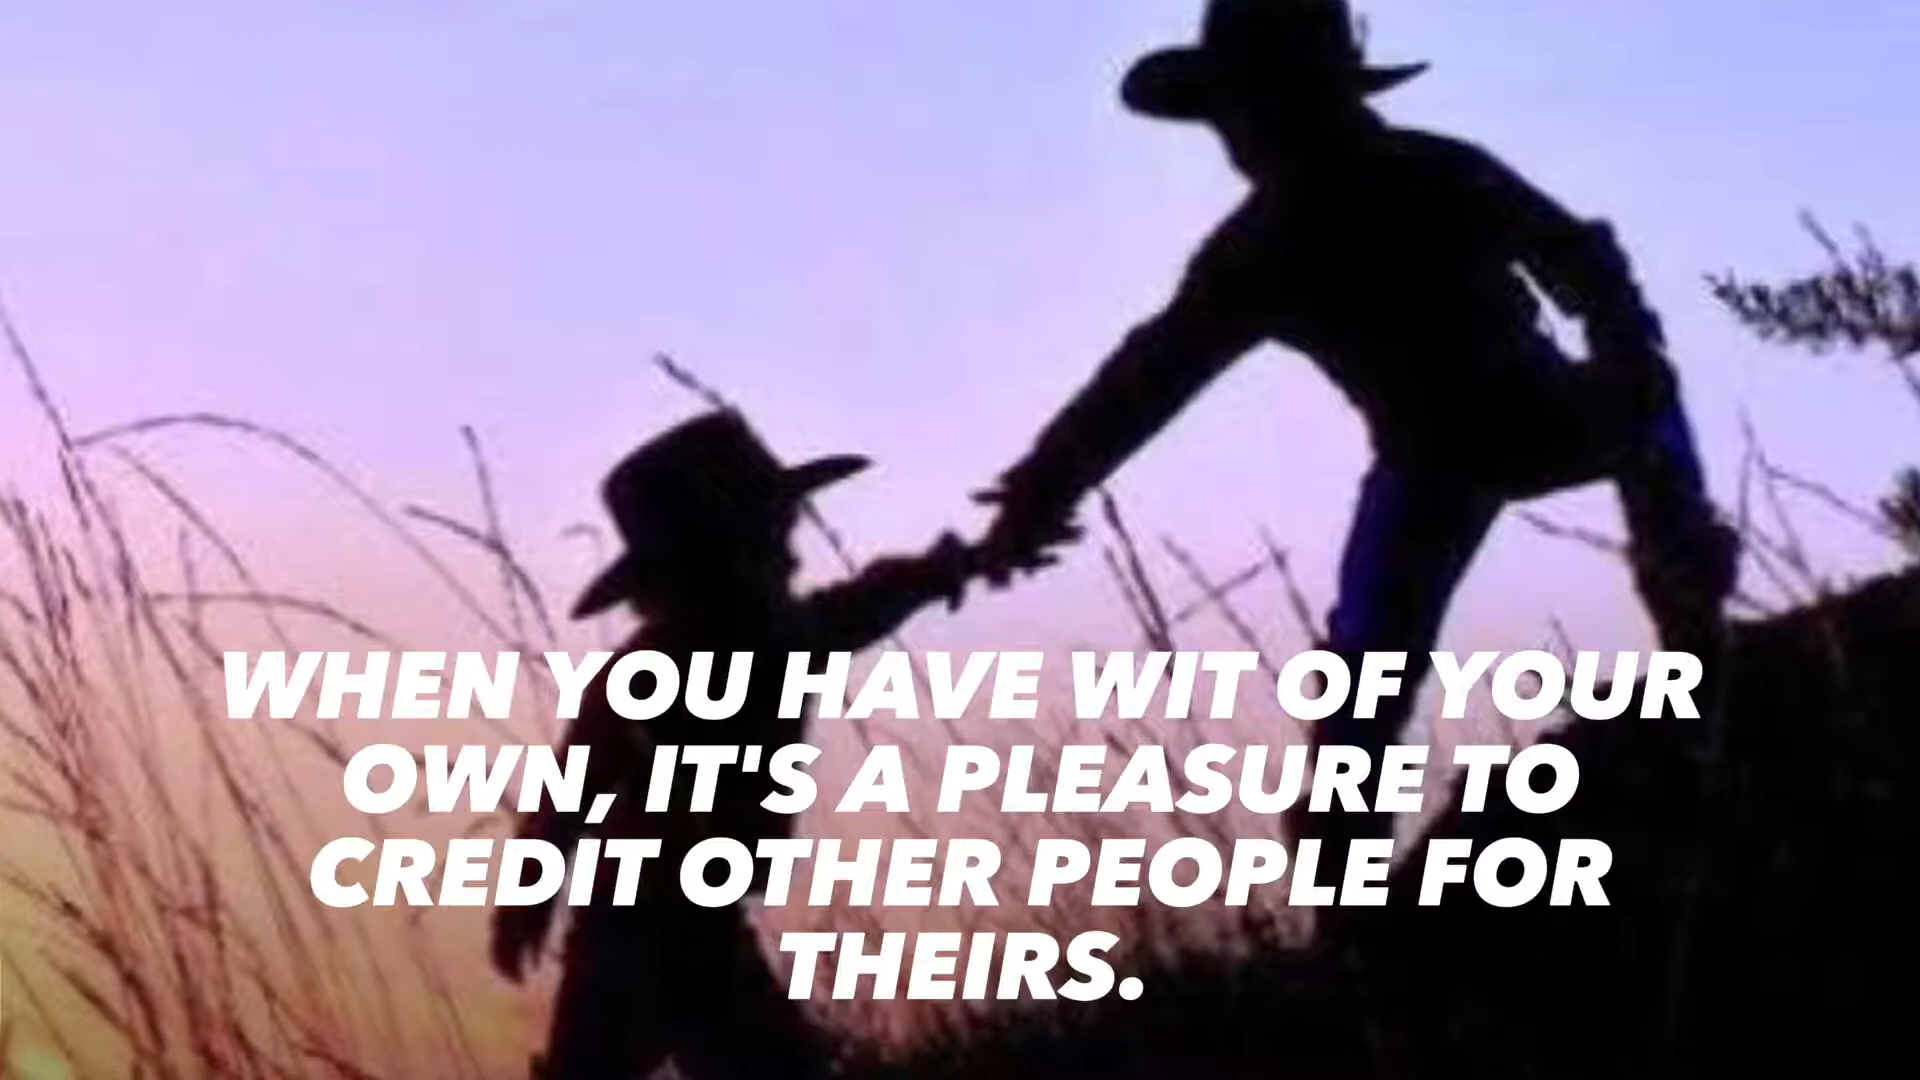 WHEN YOU HAVE WIT OF YOUR
OWN, IT'S A PLEASURE TO
CREDIT OTHER PEOPLE FOR
THEIRS.